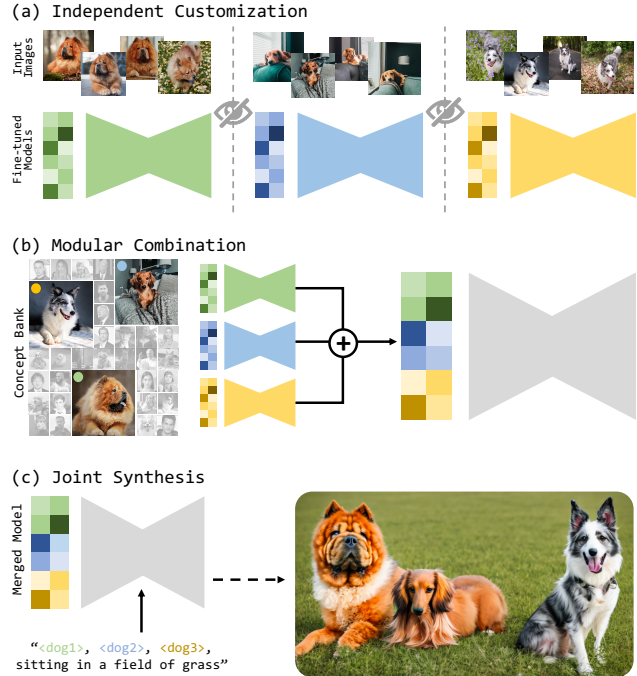 (a) Independent Customization
Input
Images
Fine-tuned
Models
(b) Modular Combination
Concept Bank
+
(c) Joint Synthesis
Merged Model
“<dog1>, <dog2>, <dog3>,
sitting in a field of grass”